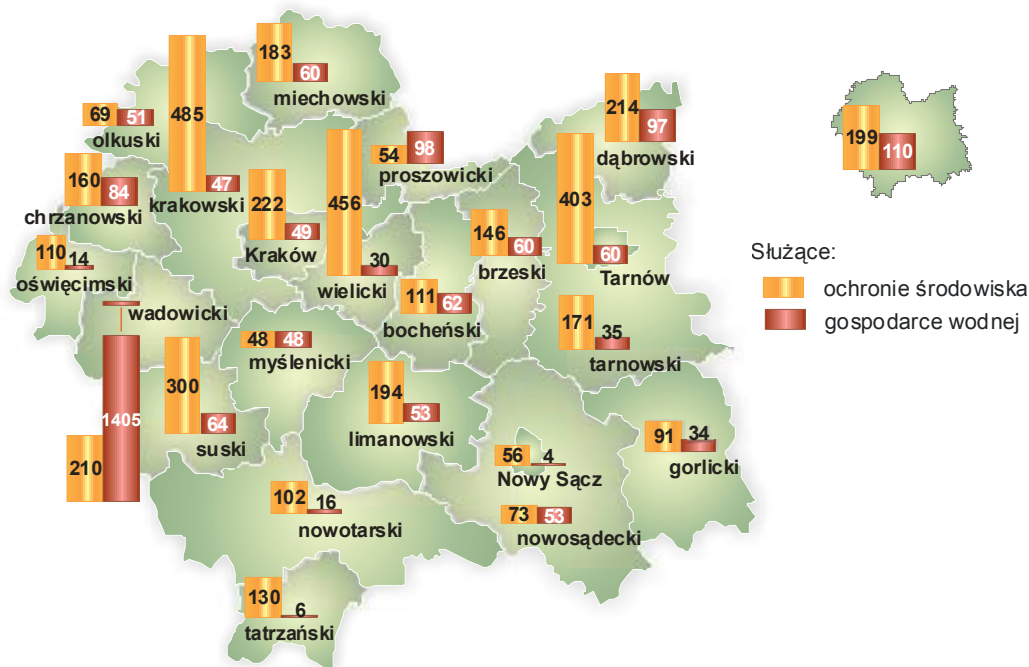 183
60
miechowski
69
51
olkuski
485
47
krakowski
214
97
dąbrowski
199
110
54
98
proszowicki
160
84
chrzanowski
222
49
Kraków
456
30
wielicki
403
60
Tarnów
146
60
brzeski
110
14
oświęcimski
111
62
bocheński
Służące:
ochronie środowiska
gospodarce wodnej
wadowicki
210
1405
48
48
myślenicki
171
35
tarnowski
300
64
suski
194
53
limanowski
91
34
gorlicki
56
4
Nowy Sącz
102
16
nowotarski
73
53
nowosądecki
130
6
tatrzański